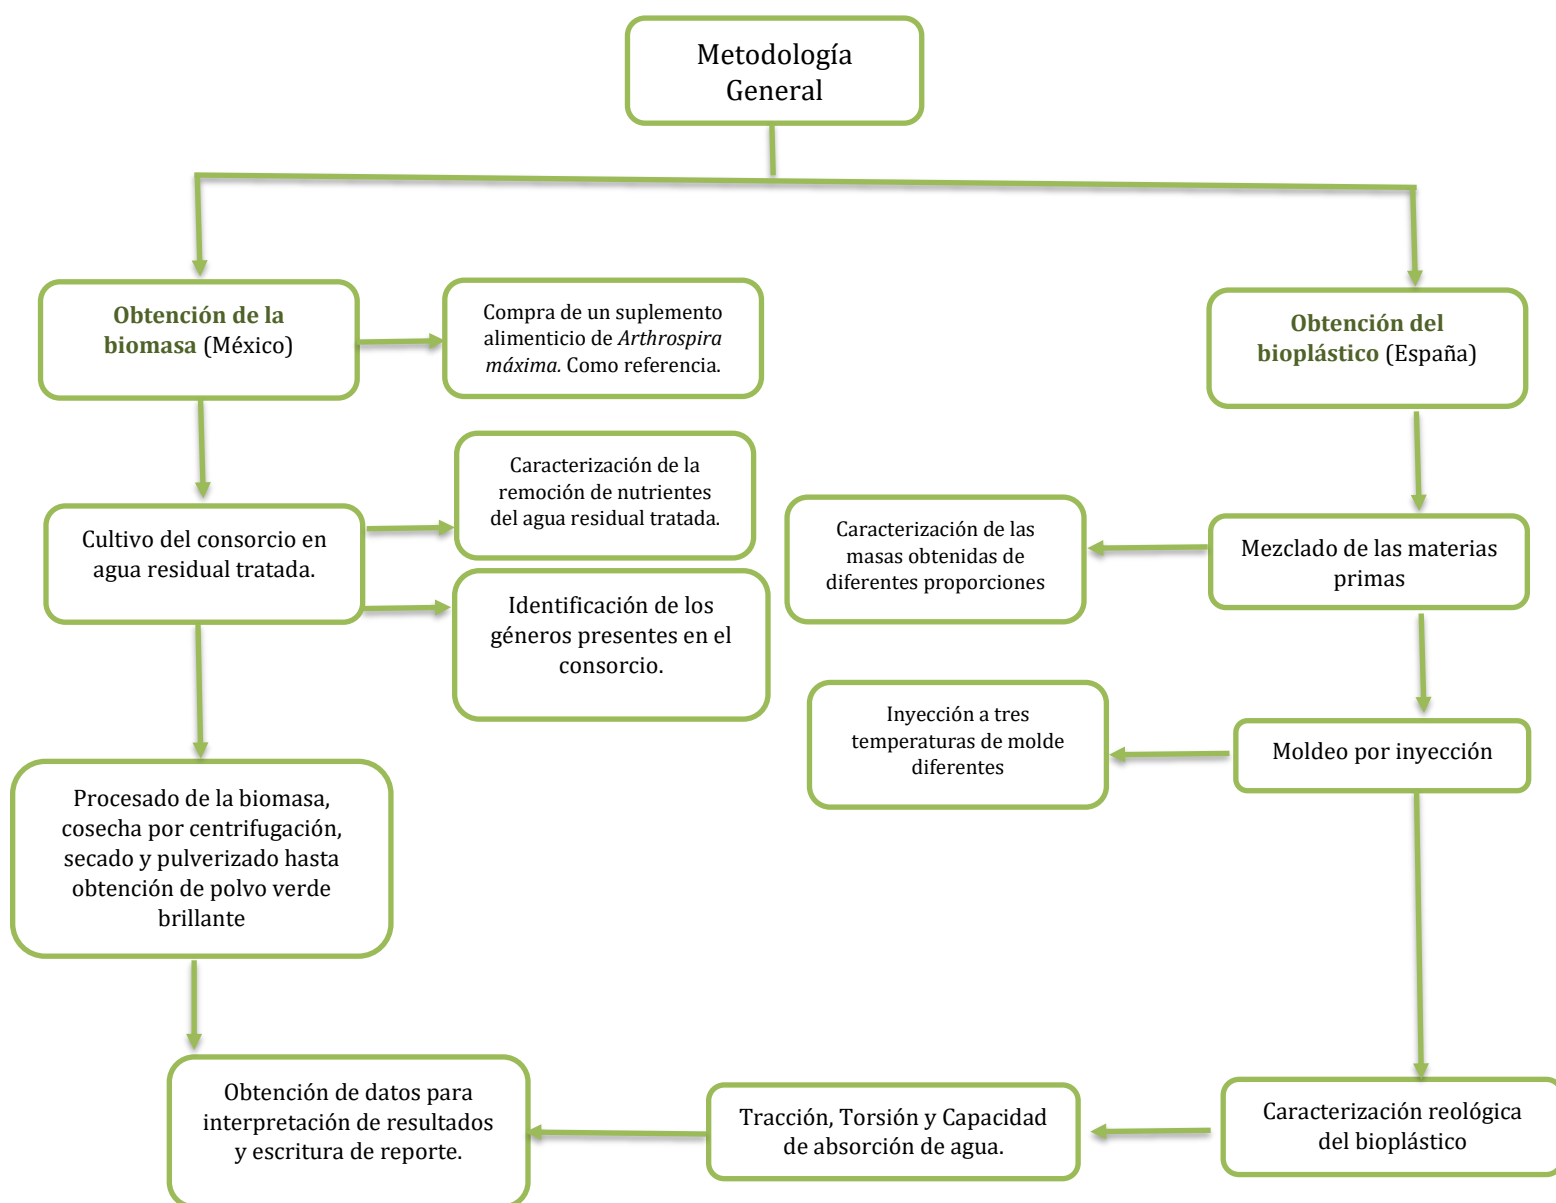 Metodología
General
Obtención de la
biomasa (México)
Compra de un suplemento
alimenticio de Arthrospira
máxima. Como referencia.
Obtención del
bioplástico (España)
Caracterización de la
remoción de nutrientes
del agua residual tratada.
Cultivo del consorcio en
agua residual tratada.
Caracterización de las
masas obtenidas de
diferentes proporciones
Mezclado de las materias
primas
Identificación de los
géneros presentes en el
consorcio.
Inyección a tres
temperaturas de molde
diferentes
Moldeo por inyección
Procesado de la biomasa,
cosecha por centrifugación,
secado y pulverizado hasta
obtención de polvo verde
brillante
Obtención de datos para
interpretación de resultados
y escritura de reporte.
Tracción, Torsión y Capacidad
de absorción de agua.
Caracterización reológica
del bioplástico